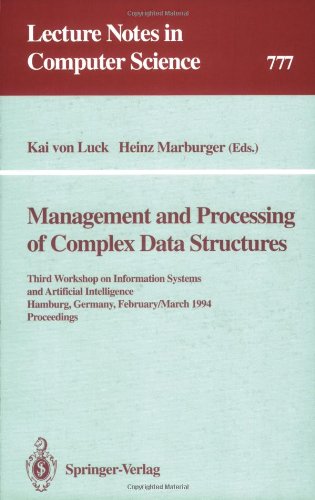 Lecture Notes in
Computer Science 777
Kai von Luck Heinz Marburger (Eds.)
Management and Processing
of Complex Data Structures
Third Workshop on Information Systems
and Artificial Intelligence
Hamburg, Germany, February/March 1994
Proceedings
Springer-Verlag